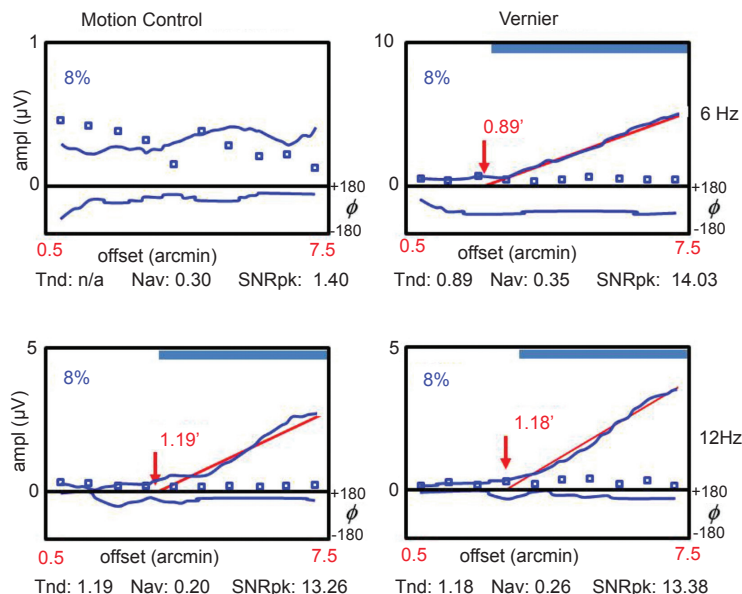 Motion Control
Vernier
1
8%
ampl (µV)
0
+180
ϕ
-180
0.5
offset (arcmin)
7.5
Tnd: n/a Nav: 0.30 SNRpk: 1.40
10
8%
0.89’
6 Hz
0
+180
ϕ
-180
0.5
offset (arcmin)
7.5
Tnd: 0.89 Nav: 0.35 SNRpk: 14.03
5
8%
ampl (µV)
1.19’
0
+180
ϕ
-180
0.5
offset (arcmin)
7.5
Tnd: 1.19 Nav: 0.20 SNRpk: 13.26
5
8%
1.18’
12Hz
0
+180
ϕ
-180
0.5
offset (arcmin)
7.5
Tnd: 1.18 Nav: 0.26 SNRpk: 13.38